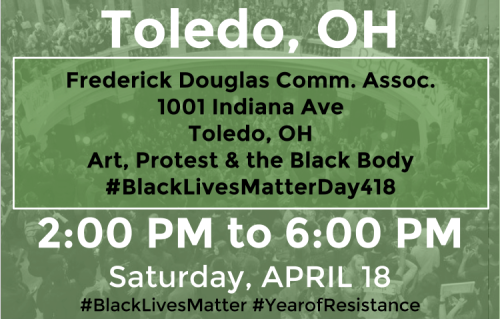 Toledo, OH
Frederick Douglas Comm. Assoc.
1001 Indiana Ave
Toledo, OH
Art, Protest & the Black Body
#BlackLivesMatterDay418
2:00 PM to 6:00 PM
Saturday, APRIL 18
#BlackLivesMatter #YearofResistance